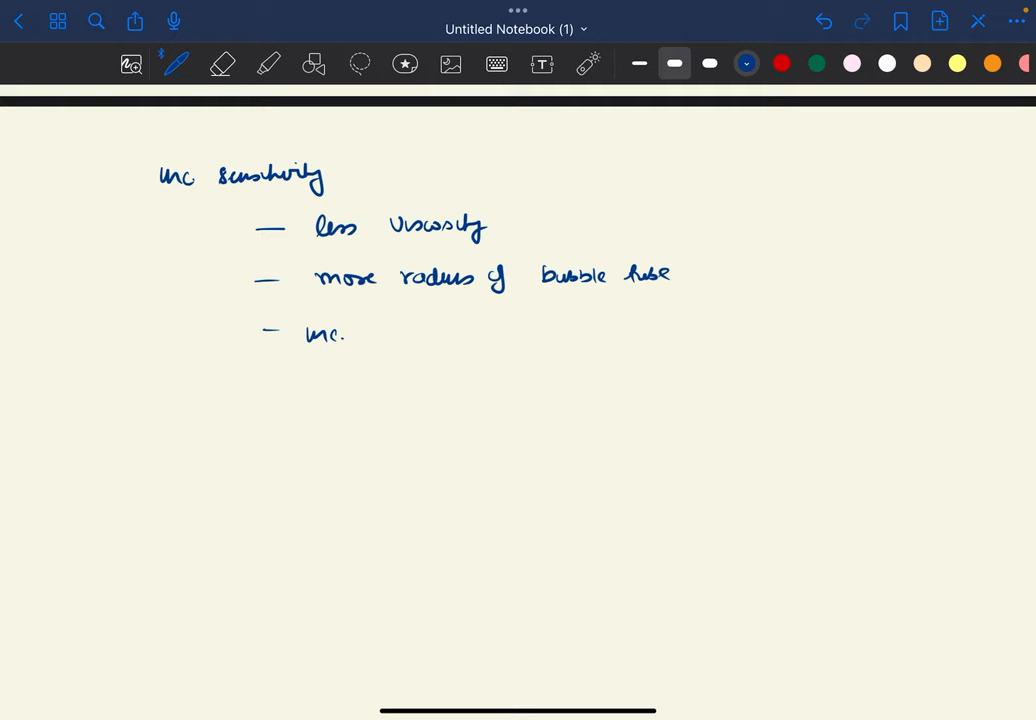 Untitled Notebook (1)
inc sensitivity
— less viscosity
— more radius of bubble tube
— inc.